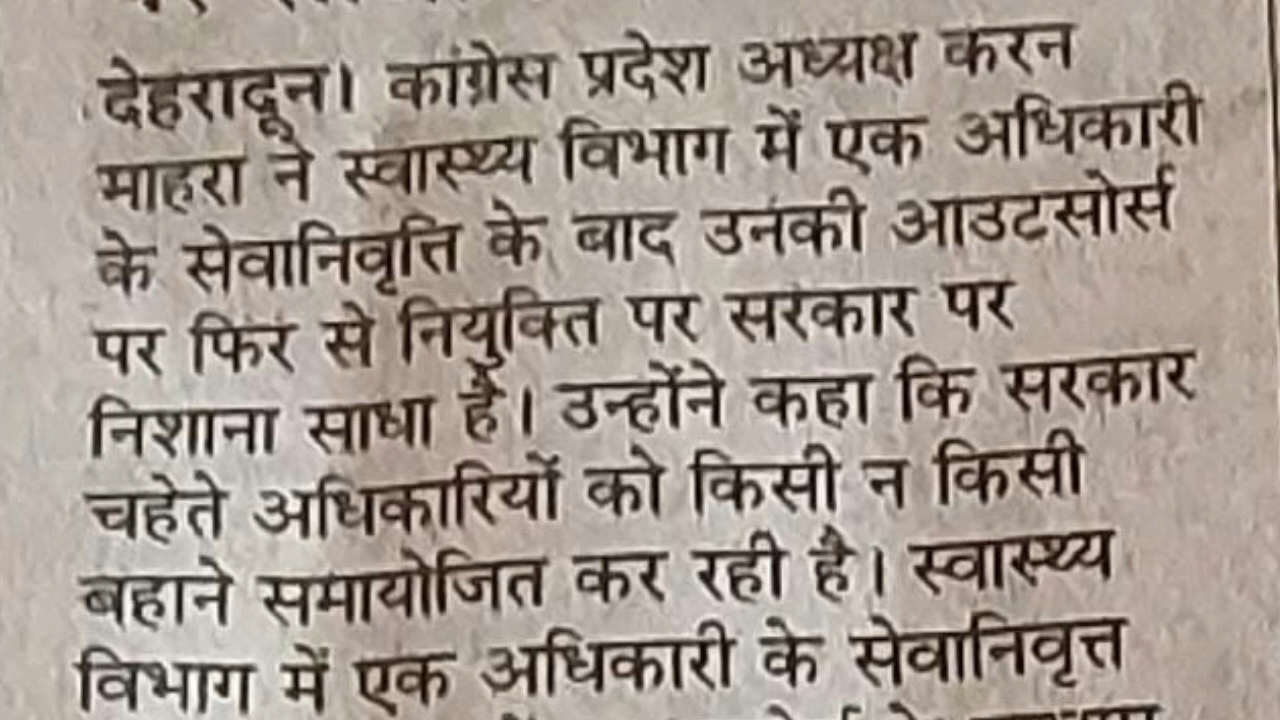 देहरादून। कांग्रेस प्रदेश अध्यक्ष करन
माहरा ने स्वास्थ्य विभाग में एक अधिकारी
के सेवानिवृत्ति के बाद उनकी आउटसोर्स
पर फिर से नियुक्ति पर सरकार पर
निशाना साधा है। उन्होंने कहा कि सरकार
चहेते अधिकारियों को किसी न किसी
बहाने समायोजित कर रही है। स्वास्थ्य
विभाग में एक अधिकारी के सेवानिवृत्त